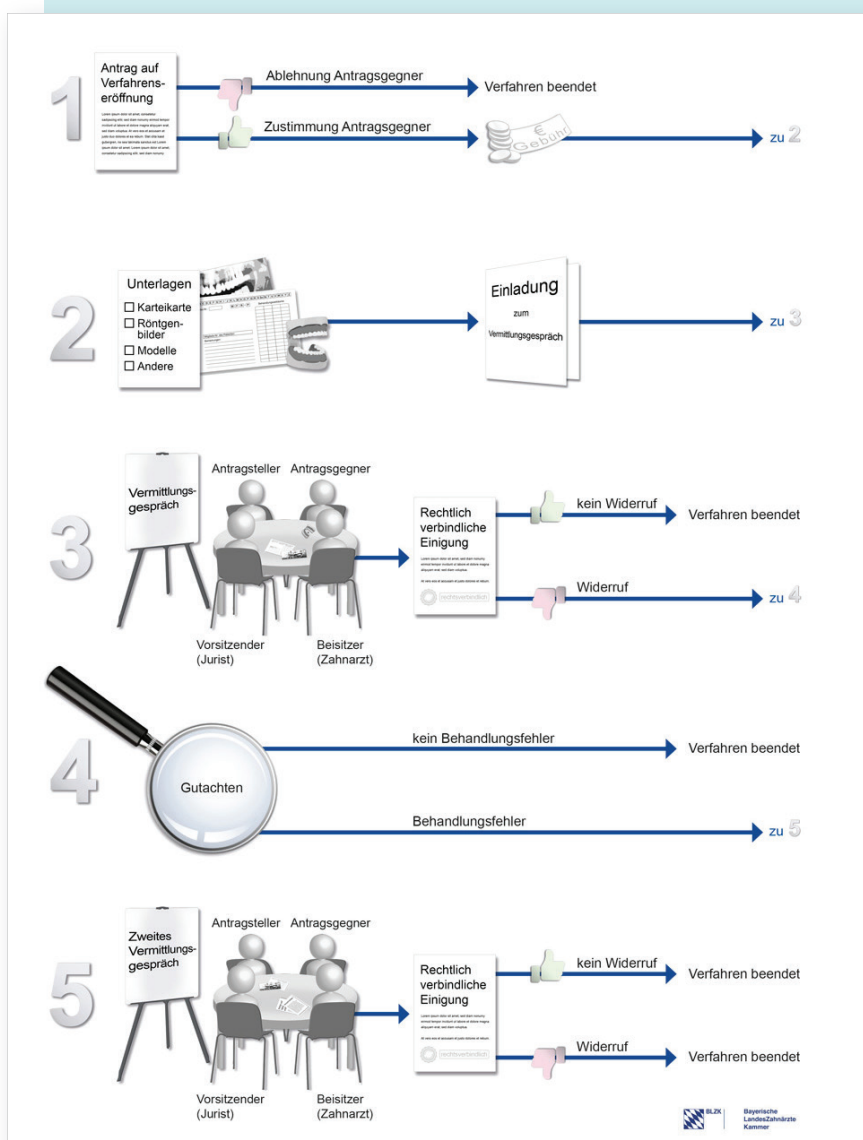 1
Antrag auf
Verfahrens-
eröffnung
Ablehnung Antragsgegner
Verfahren beendet
Zustimmung Antragsgegner
€
Gebühr
zu 2
2
Unterlagen
Karteikarte
Röntgen-
bilder
Modelle
Andere
Einladung
zum
Vermittlungsgespräch
zu 3
3
Vermittlungs-
gespräch
Antragsteller
Antragsgegner
Vorsitzender
(Jurist)
Beisitzer
(Zahnarzt)
Rechtlich
verbindliche
Einigung
rechtsverbindlich
kein Widerruf
Verfahren beendet
Widerruf
zu 4
4
Gutachten
kein Behandlungsfehler
Verfahren beendet
Behandlungsfehler
zu 5
5
Zweites
Vermittlungs-
gespräch
Antragsteller
Antragsgegner
Vorsitzender
(Jurist)
Beisitzer
(Zahnarzt)
Rechtlich
verbindliche
Einigung
rechtsverbindlich
kein Widerruf
Verfahren beendet
Widerruf
Verfahren beendet
BLZK
Bayerische
LandesZahnärzte
Kammer